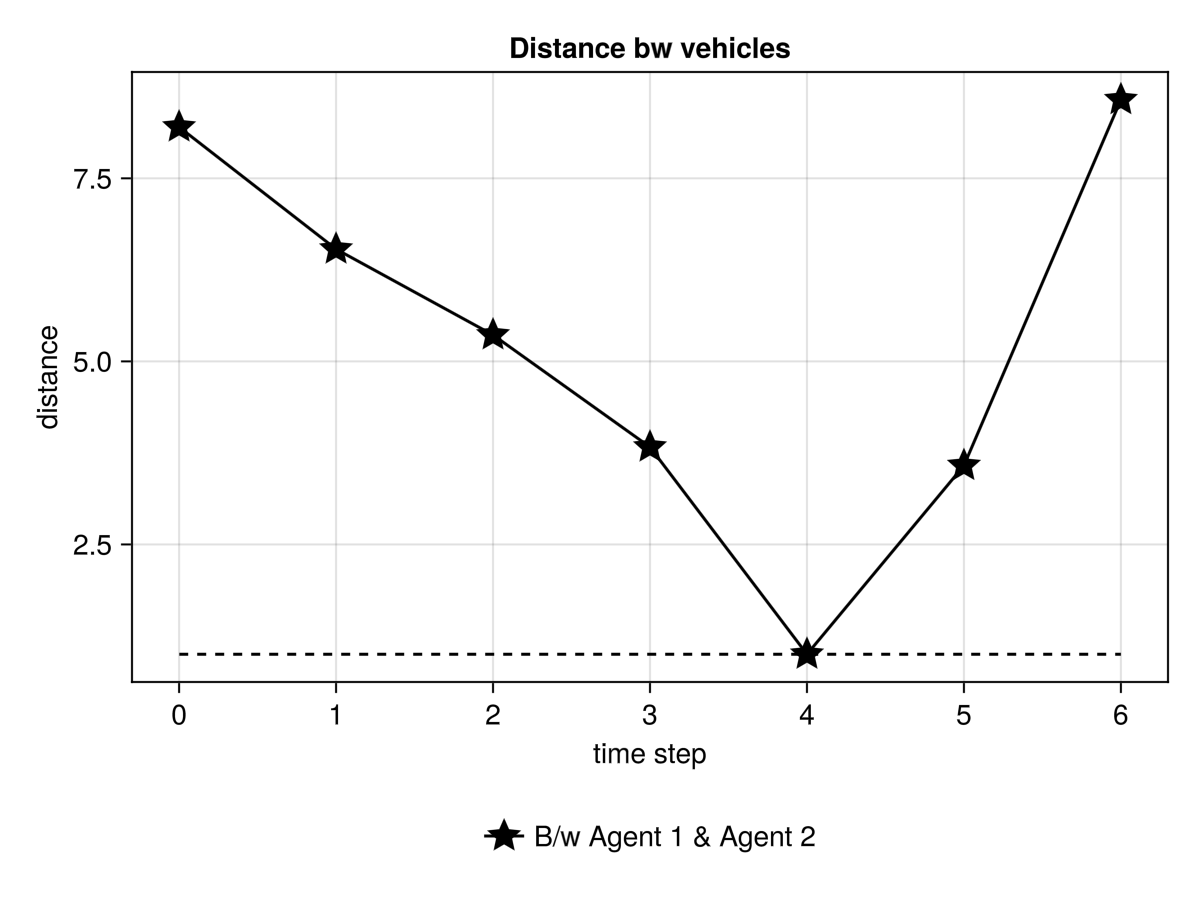 Distance bw vehicles
distance
7.5
5.0
2.5
0 1 2 3 4 5 6
time step
B/w Agent 1 & Agent 2